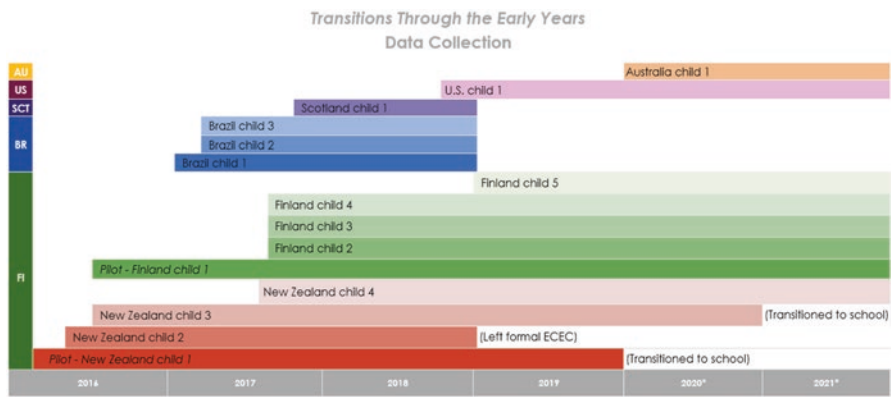 Transitions Through the Early Years
Data Collection
AU
Australia child 1
US
U.S. child 1
SCT
Scotland child 1
Brazil child 3
BR
Brazil child 2
Brazil child 1
Finland child 5
Finland child 4
Finland child 3
Finland child 2
Pilot - Finland child 1
FI
New Zealand child 4
New Zealand child 3 (Transitioned to school)
New Zealand child 2 (Left formal ECEC)
Pilot - New Zealand child 1 (Transitioned to school)
2016 2017 2018 2019 2020* 2021*